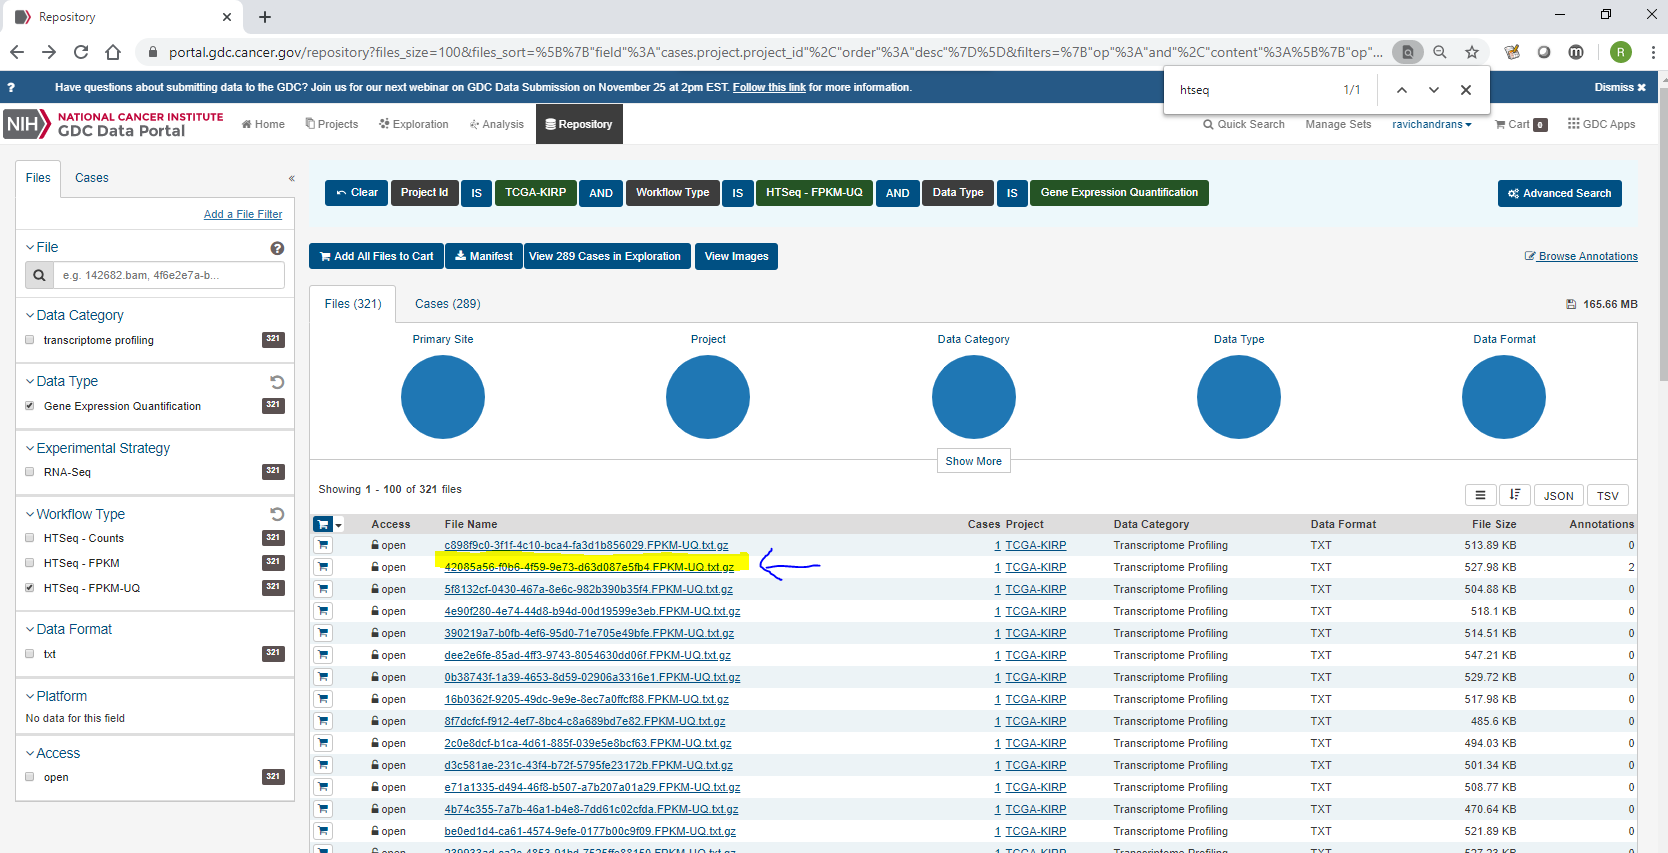 Repository
portal.gdc.cancer.gov/repository?files_size=100&files_sort=%5B%7B"field"%3A"cases.project.project_id"%2C"order"%3A"desc"%7D%5D&filters=%7B"op"%3A"and"%2C"content"%3A%5B%7B"op"...
R
htseq 1/1
? Have questions about submitting data to the GDC? Join us for our next webinar on GDC Data Submission on November 25 at 2pm EST. Follow this link for more information. Dismiss ✖
NIH NATIONAL CANCER INSTITUTE
GDC Data Portal
Home Projects Exploration Analysis Repository Quick Search Manage Sets ravichandrans Cart 0 GDC Apps
Files Cases «
Add a File Filter
File
e.g. 142682.bam, 4f6e2e7a-b...
Data Category
transcriptome profiling 321
Data Type
Gene Expression Quantification 321
Experimental Strategy
RNA-Seq 321
Workflow Type
HTSeq - Counts 321
HTSeq - FPKM 321
HTSeq - FPKM-UQ 321
Data Format
txt 321
Platform
No data for this field
Access
open 321
Clear Project Id IS TCGA-KIRP AND Workflow Type IS HTSeq - FPKM-UQ AND Data Type IS Gene Expression Quantification Advanced Search
Add All Files to Cart Manifest View 289 Cases in Exploration View Images Browse Annotations
Files (321) Cases (289) 165.66 MB
Primary Site Project Data Category Data Type Data Format
Show More
Showing 1 - 100 of 321 files
JSON TSV
Access File Name Cases Project Data Category Data Format File Size Annotations
open c898f9c0-3f1f-4c10-bca4-fa3d1b856029.FPKM-UQ.txt.gz 1 TCGA-KIRP Transcriptome Profiling TXT 513.89 KB 0
open 42085a56-f0b6-4f59-9e73-d63d087e5fb4.FPKM-UQ.txt.gz 1 TCGA-KIRP Transcriptome Profiling TXT 527.98 KB 2
open 5f8132cf-0430-467a-8e6c-982b390b35f4.FPKM-UQ.txt.gz 1 TCGA-KIRP Transcriptome Profiling TXT 504.88 KB 0
open 4e90f280-4e74-44d8-b94d-00d19599e3eb.FPKM-UQ.txt.gz 1 TCGA-KIRP Transcriptome Profiling TXT 518.1 KB 0
open 390219a7-b0fb-4ef6-95d0-71e705e49bfe.FPKM-UQ.txt.gz 1 TCGA-KIRP Transcriptome Profiling TXT 514.51 KB 0
open dee2e6fe-85ad-4ff3-9743-8054630dd06f.FPKM-UQ.txt.gz 1 TCGA-KIRP Transcriptome Profiling TXT 547.21 KB 0
open 0b38743f-1a39-4653-8d59-02906a3316e1.FPKM-UQ.txt.gz 1 TCGA-KIRP Transcriptome Profiling TXT 529.72 KB 0
open 16b0362f-9205-49dc-9e9e-8ec7a0ffcf88.FPKM-UQ.txt.gz 1 TCGA-KIRP Transcriptome Profiling TXT 517.98 KB 0
open 8f7dcfcf-f912-4ef7-8bc4-c8a689bd7e82.FPKM-UQ.txt.gz 1 TCGA-KIRP Transcriptome Profiling TXT 485.6 KB 0
open 2c0e8dcf-b1ca-4d61-885f-039e5e8bcf63.FPKM-UQ.txt.gz 1 TCGA-KIRP Transcriptome Profiling TXT 494.03 KB 0
open d3c581ae-231c-43f4-b72f-5795fe23172b.FPKM-UQ.txt.gz 1 TCGA-KIRP Transcriptome Profiling TXT 501.34 KB 0
open e71a1335-d494-46f8-b507-a7b207a01a29.FPKM-UQ.txt.gz 1 TCGA-KIRP Transcriptome Profiling TXT 508.77 KB 0
open 4b74c355-7a7b-46a1-b4e8-7dd61c02cfda.FPKM-UQ.txt.gz 1 TCGA-KIRP Transcriptome Profiling TXT 470.64 KB 0
open be0ed1d4-ca61-4574-9efe-0177b00c9f09.FPKM-UQ.txt.gz 1 TCGA-KIRP Transcriptome Profiling TXT 521.89 KB 0